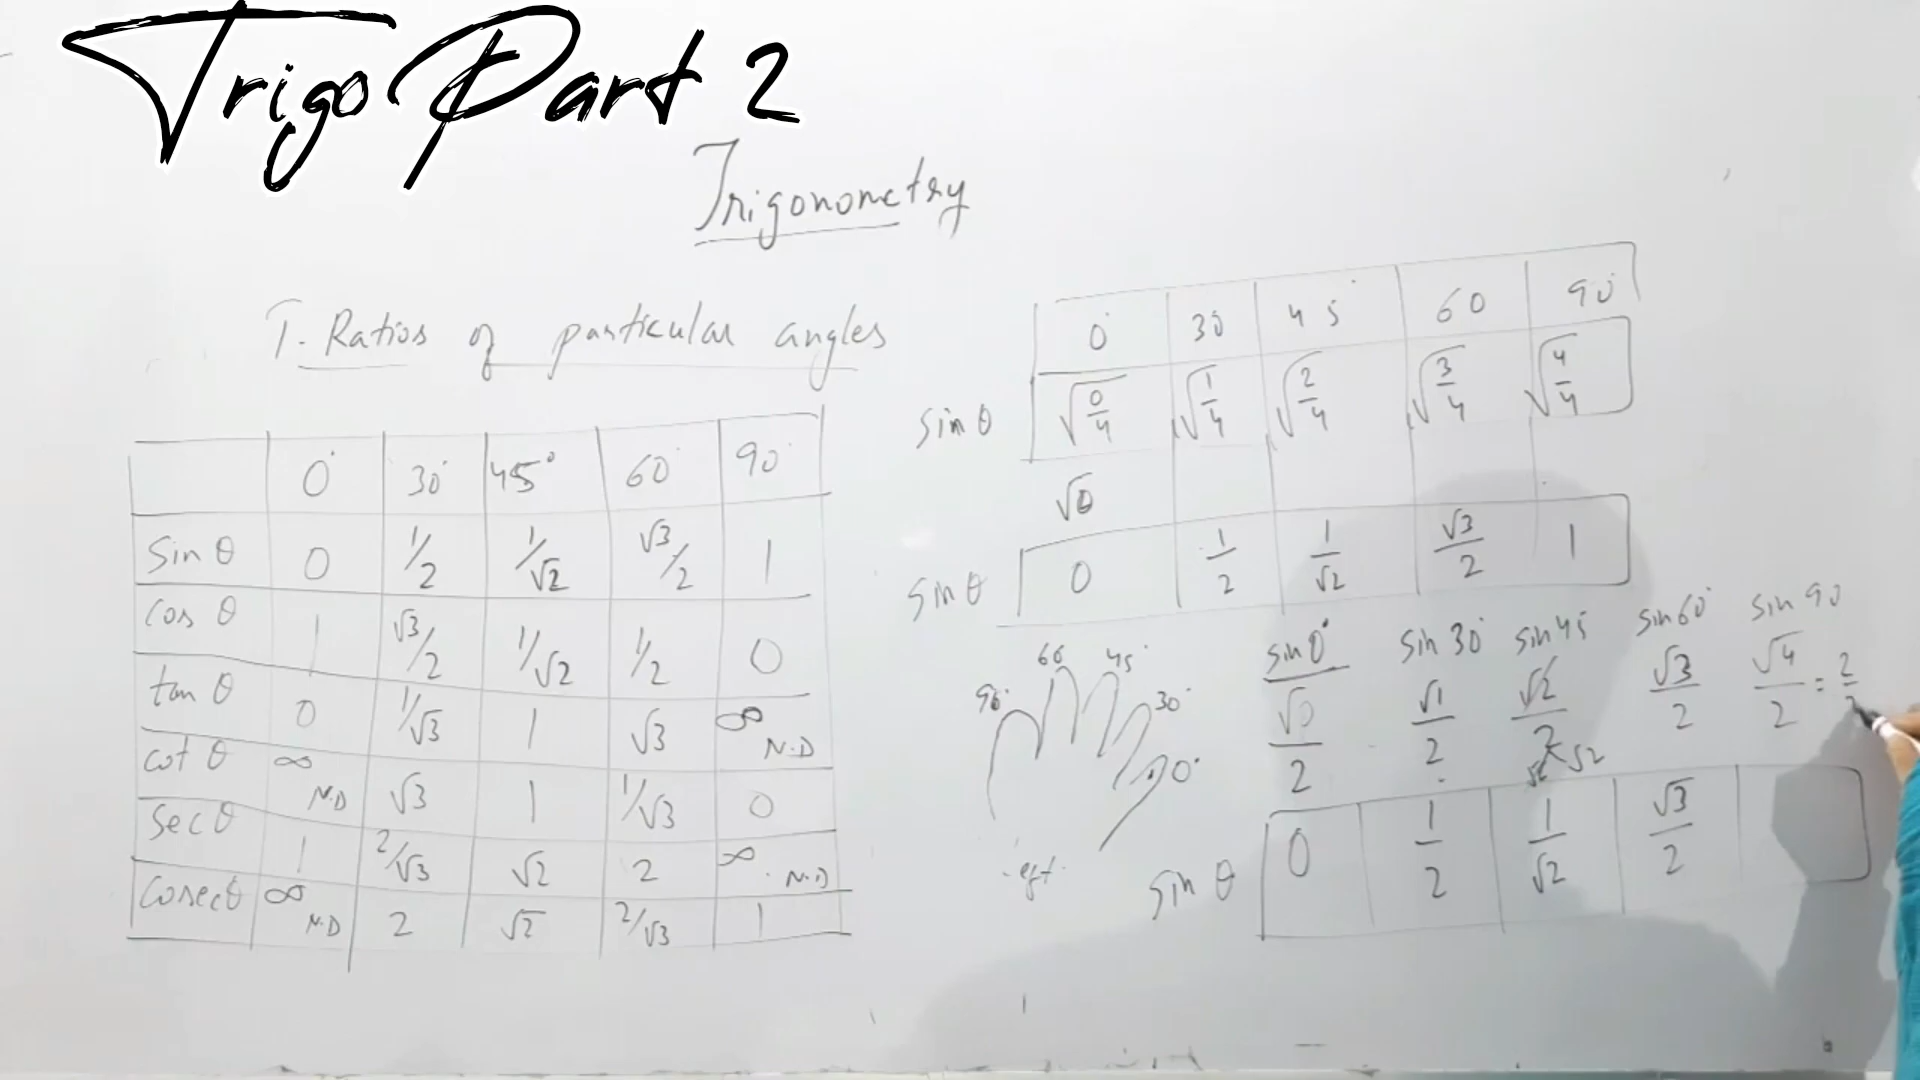 Trigo Part 2
Trigonometry
T. Ratios of particular angles
0° 30° 45° 60° 90°
sin θ 0 1/2 1/√2 √3/2 1
cos θ 1 √3/2 1/√2 1/2 0
tan θ 0 1/√3 1 √3 ∞ N.D
cot θ ∞ N.D √3 1 1/√3 0
sec θ 1 2/√3 √2 2 ∞ N.D
cosec θ ∞ N.D 2 √2 2/√3 1
0° 30° 45° 60 90°
sin θ √0/4 √1/4 √2/4 √3/4 √4/4
√0
sin θ 0 1/2 1/√2 √3/2 1
90° 60° 45° 30° 0°
sin 0° sin 30° sin 45 sin 60° sin 90
√0/2 √1/2 √2/2 √3/2 √4/2 = 2/2
√2 √2
sin θ 0 1/2 1/√2 √3/2